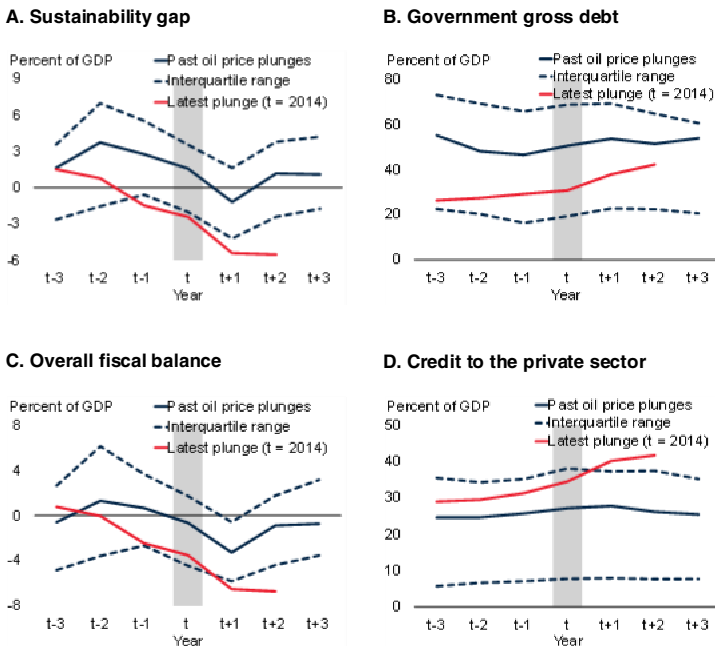 A. Sustainability gap
Percent of GDP
Past oil price plunges
Interquartile range
Latest plunge (t = 2014)
9
6
3
0
-3
-6
t-3 t-2 t-1 t t+1 t+2 t+3
Year
B. Government gross debt
Percent of GDP
Past oil price plunges
Interquartile range
Latest plunge (t = 2014)
80
60
40
20
0
t-3 t-2 t-1 t t+1 t+2 t+3
Year
C. Overall fiscal balance
Percent of GDP
Past oil price plunges
Interquartile range
Latest plunge (t = 2014)
8
4
0
-4
-8
t-3 t-2 t-1 t t+1 t+2 t+3
Year
D. Credit to the private sector
Percent of GDP
Past oil price plunges
Interquartile range
Latest plunge (t = 2014)
50
40
30
20
10
0
t-3 t-2 t-1 t t+1 t+2 t+3
Year